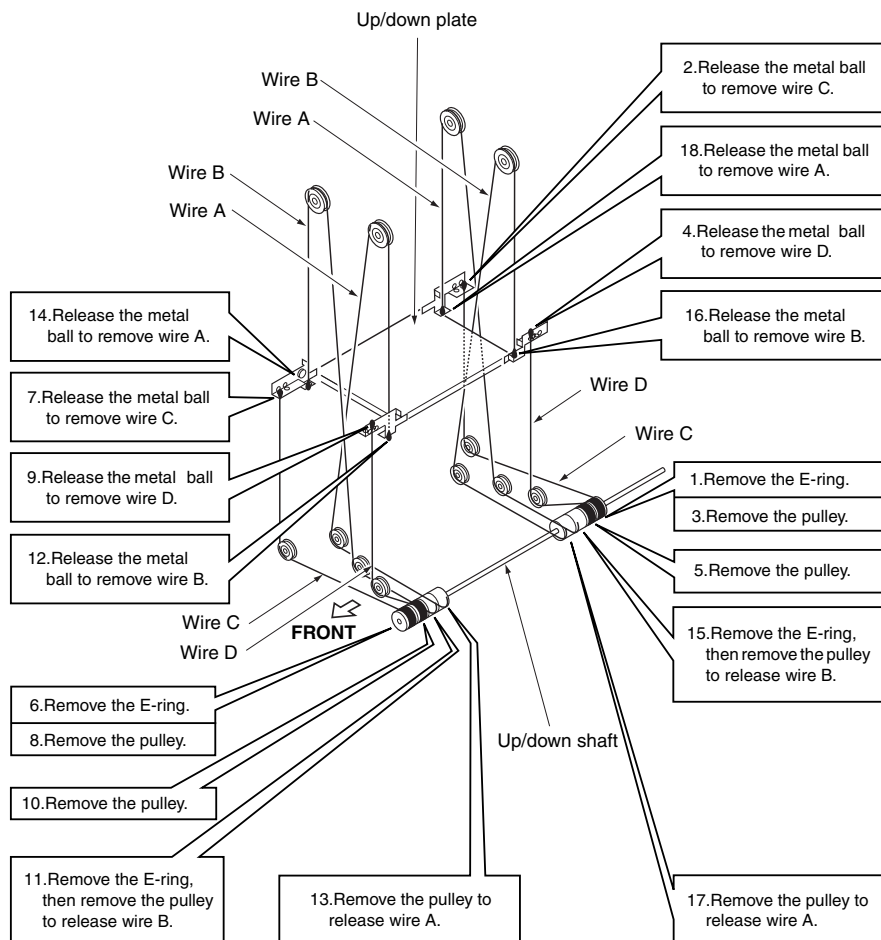 Up/down plate
Wire B
Wire A
Wire B
Wire A
2.Release the metal ball
to remove wire C.
18.Release the metal ball
to remove wire A.
4.Release the metal ball
to remove wire D.
16.Release the metal
ball to remove wire B.
14.Release the metal
ball to remove wire A.
7.Release the metal ball
to remove wire C.
9.Release the metal ball
to remove wire D.
12.Release the metal
ball to remove wire B.
Wire D
Wire C
1.Remove the E-ring.
3.Remove the pulley.
5.Remove the pulley.
15.Remove the E-ring,
then remove the pulley
to release wire B.
Wire C
FRONT
Wire D
6.Remove the E-ring.
8.Remove the pulley.
Up/down shaft
10.Remove the pulley.
11.Remove the E-ring,
then remove the pulley
to release wire B.
13.Remove the pulley to
release wire A.
17.Remove the pulley to
release wire A.